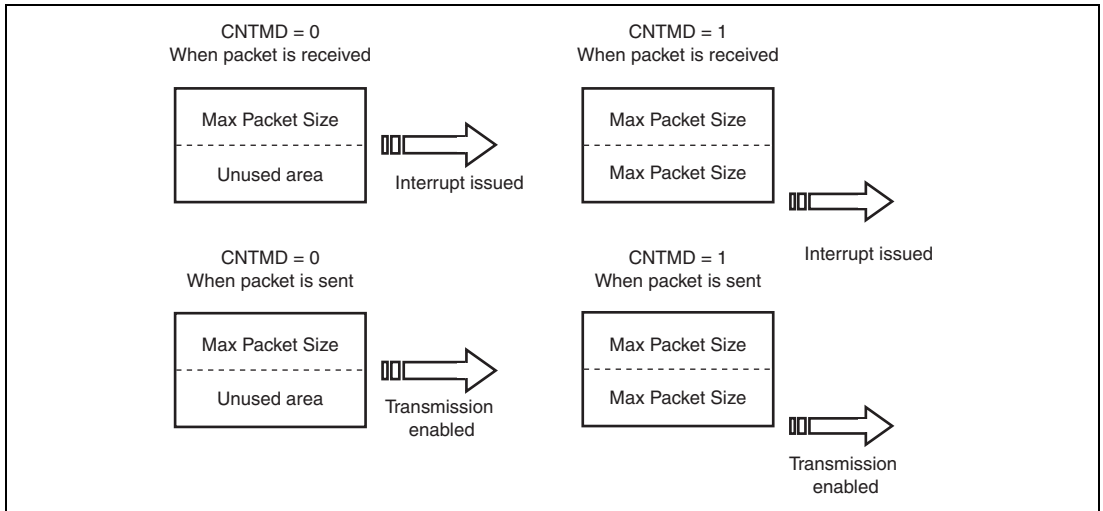 CNTMD = 0
When packet is received
Max Packet Size
Unused area
Interrupt issued
CNTMD = 1
When packet is received
Max Packet Size
Max Packet Size
Interrupt issued
CNTMD = 0
When packet is sent
Max Packet Size
Unused area
Transmission
enabled
CNTMD = 1
When packet is sent
Max Packet Size
Max Packet Size
Transmission
enabled